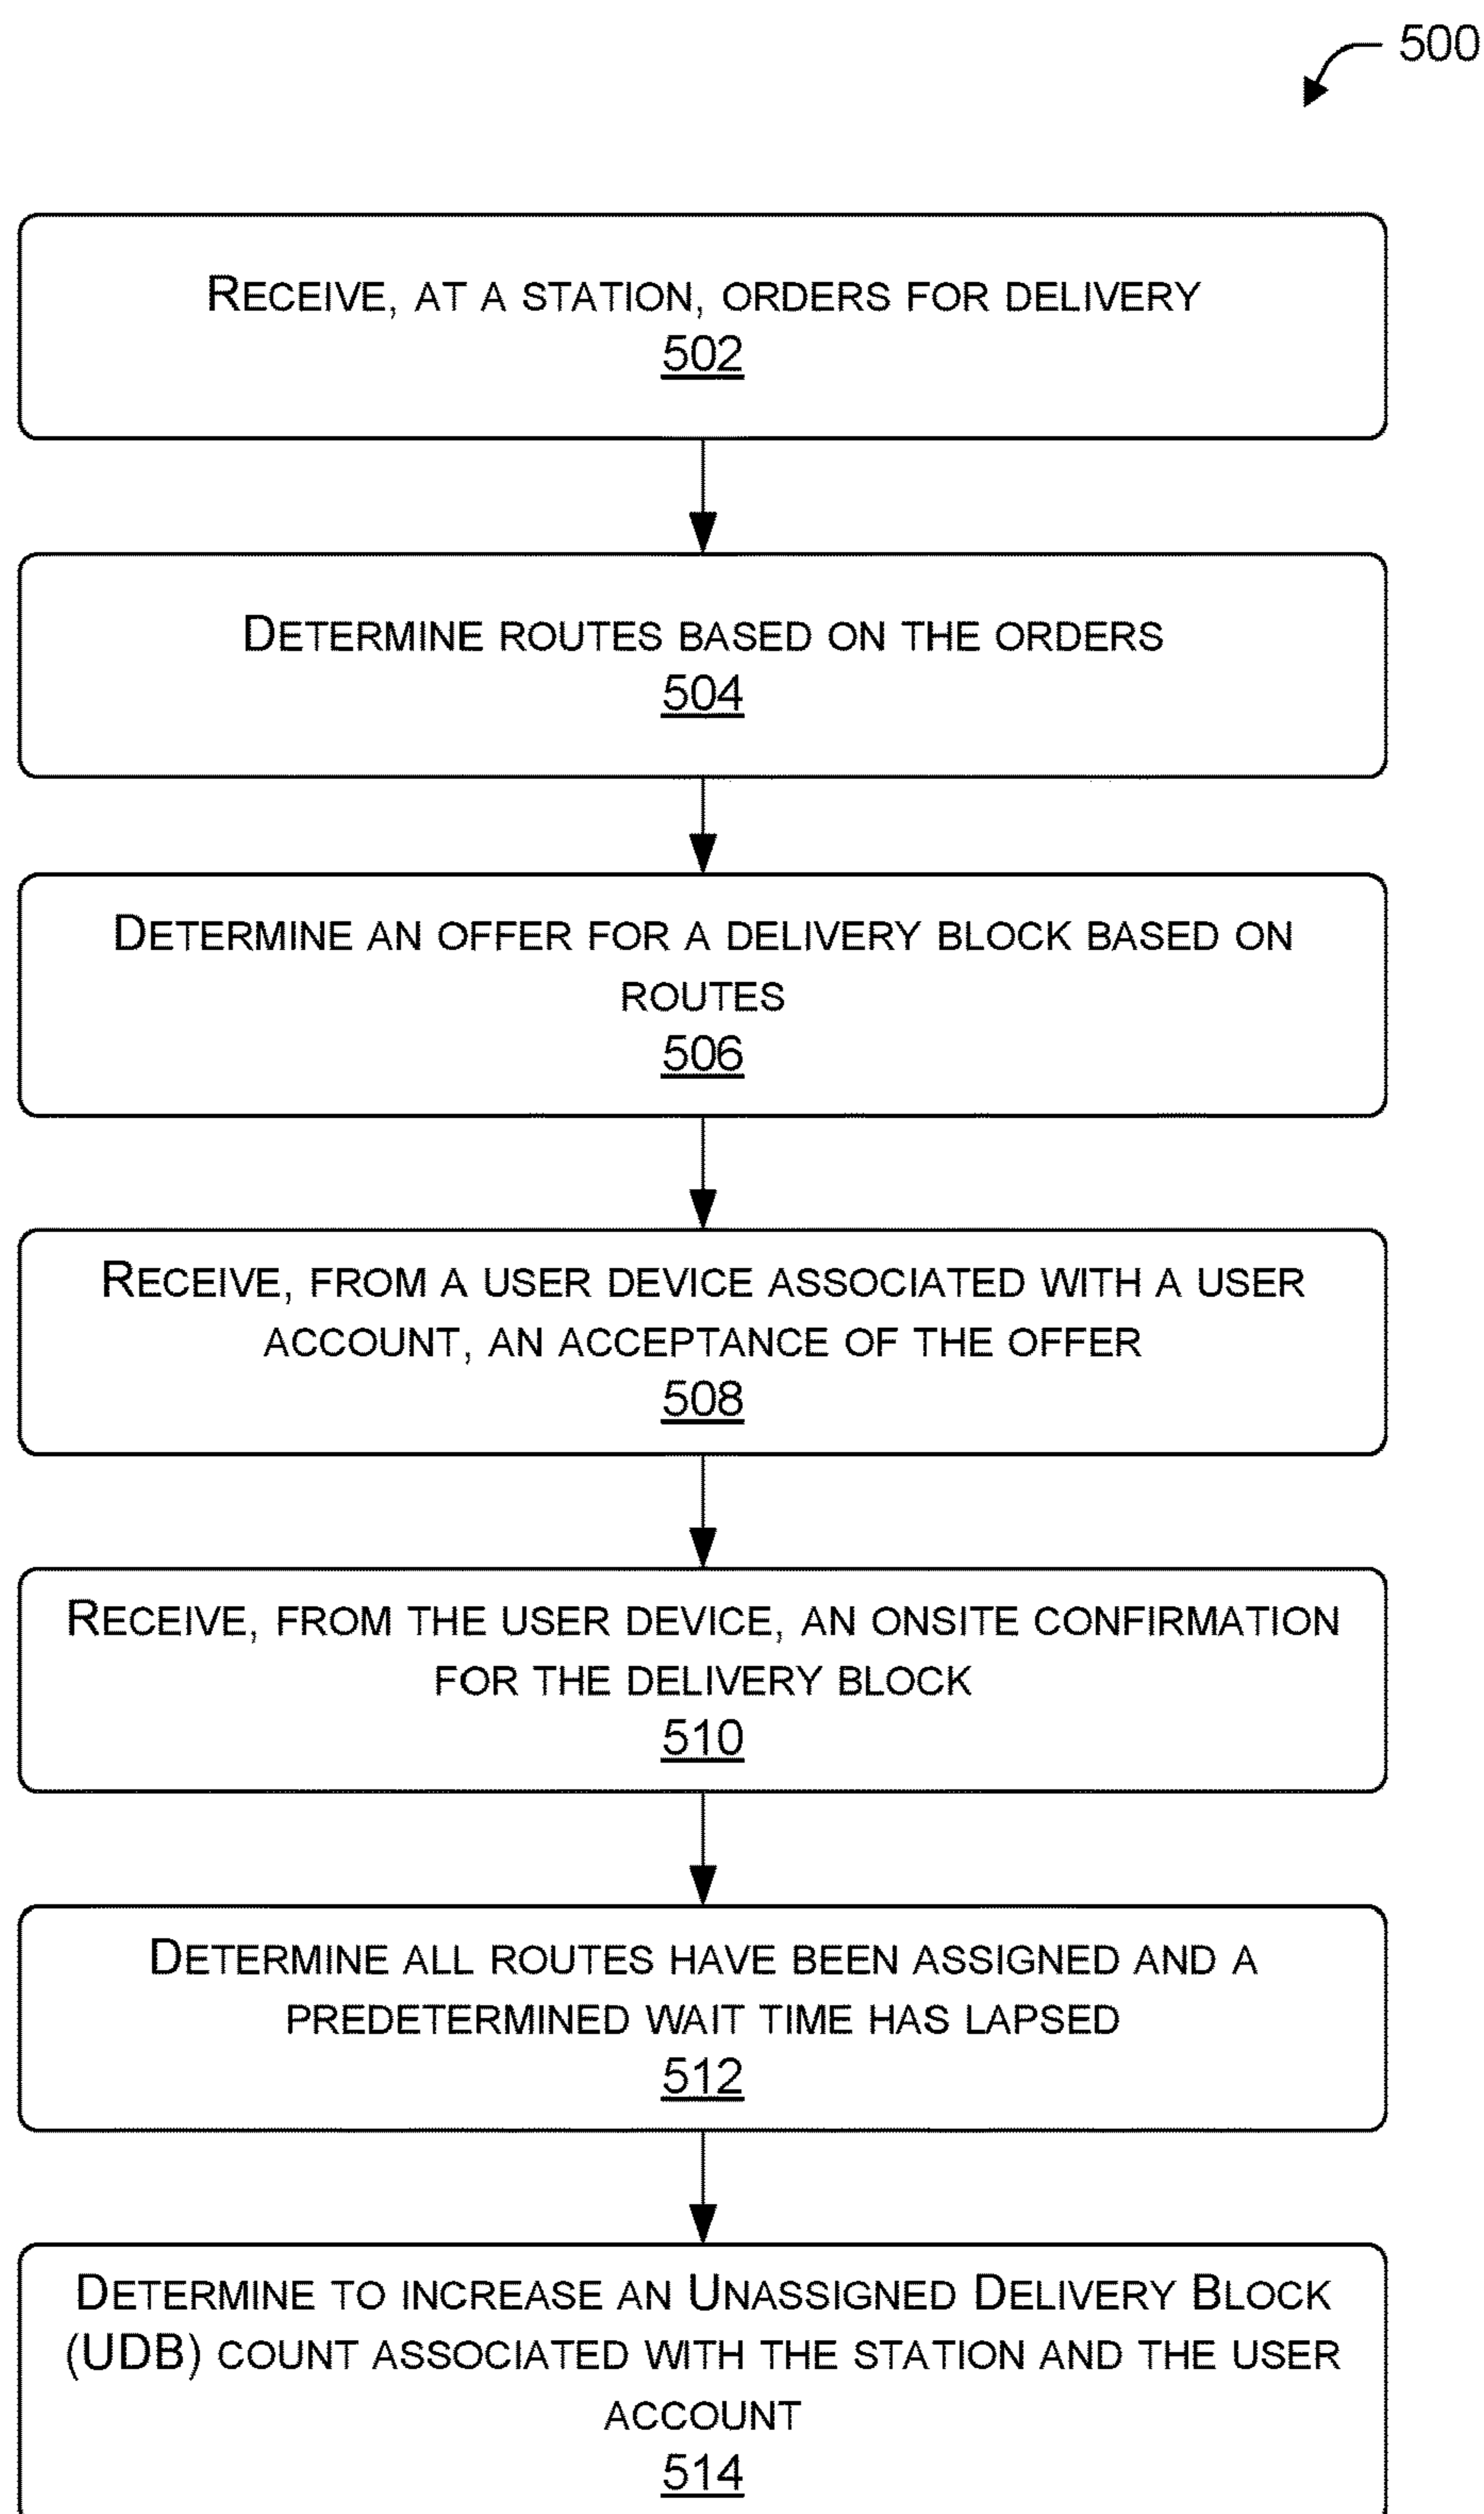 500
RECEIVE, AT A STATION, ORDERS FOR DELIVERY
502
DETERMINE ROUTES BASED ON THE ORDERS
504
DETERMINE AN OFFER FOR A DELIVERY BLOCK BASED ON
ROUTES
506
RECEIVE, FROM A USER DEVICE ASSOCIATED WITH A USER
ACCOUNT, AN ACCEPTANCE OF THE OFFER
508
RECEIVE, FROM THE USER DEVICE, AN ONSITE CONFIRMATION
FOR THE DELIVERY BLOCK
510
DETERMINE ALL ROUTES HAVE BEEN ASSIGNED AND A
PREDETERMINED WAIT TIME HAS LAPSED
512
DETERMINE TO INCREASE AN UNASSIGNED DELIVERY BLOCK
(UDB) COUNT ASSOCIATED WITH THE STATION AND THE USER
ACCOUNT
514